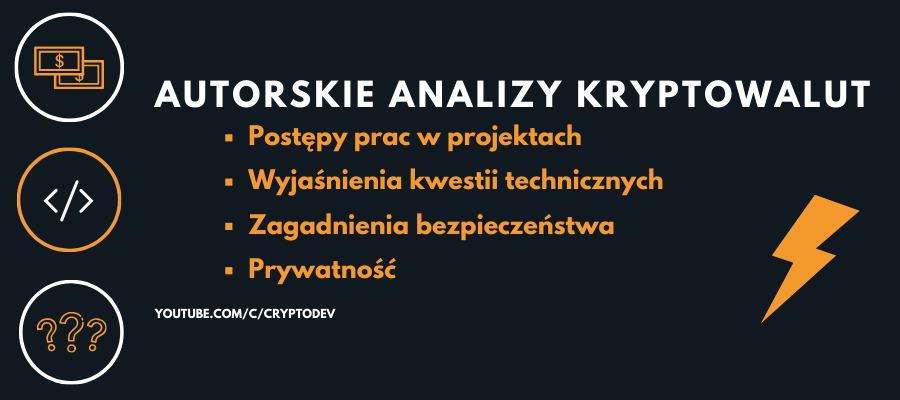 AUTORSKIE ANALIZY KRYPTOWALUT
▪ Postępy prac w projektach
▪ Wyjaśnienia kwestii technicznych
▪ Zagadnienia bezpieczeństwa
▪ Prywatność
YOUTUBE.COM/C/CRYPTODEV
$
$
</>
???